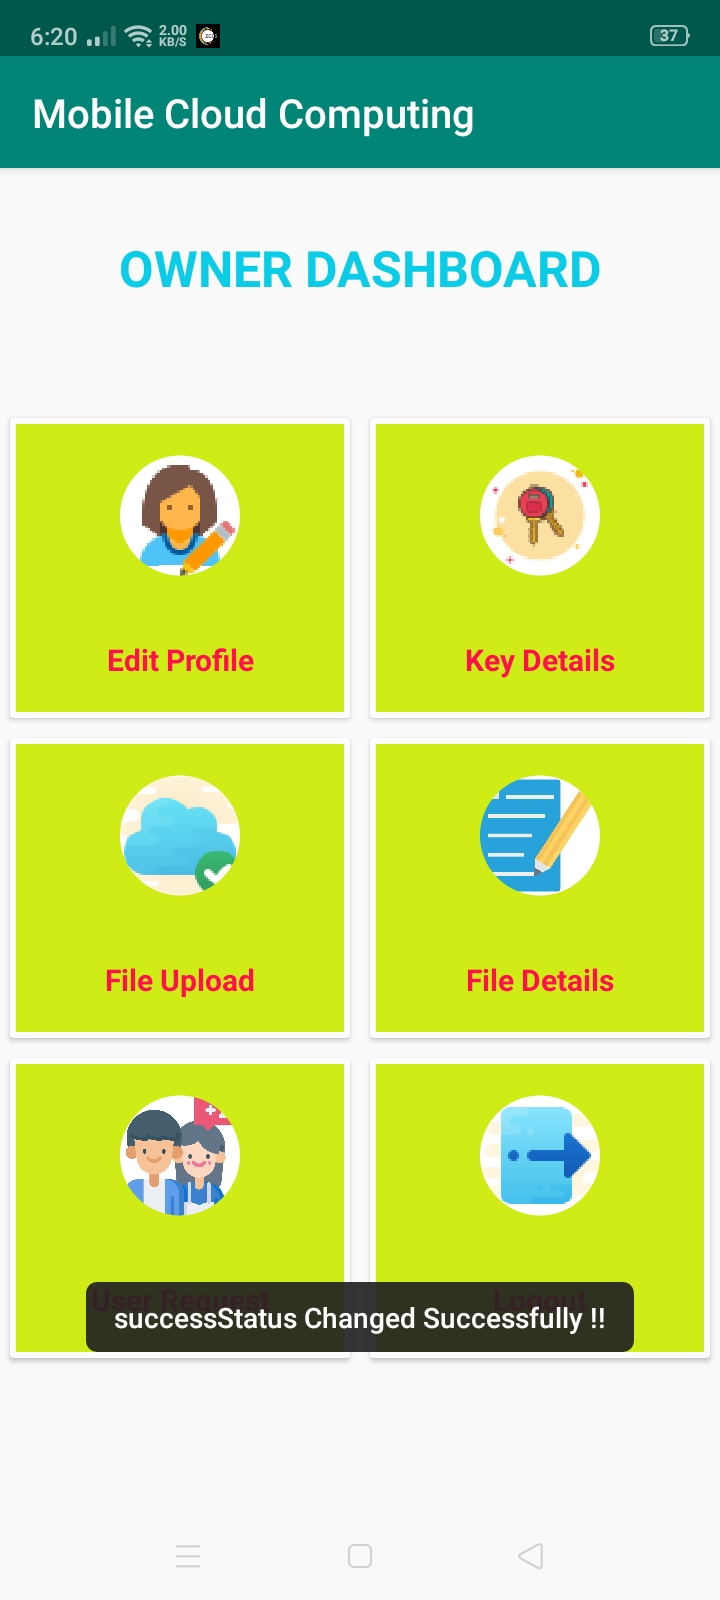 6:20 2.00 KB/S 37
Mobile Cloud Computing
OWNER DASHBOARD
Edit Profile
Key Details
File Upload
File Details
User Request
Logout
successStatus Changed Successfully !!